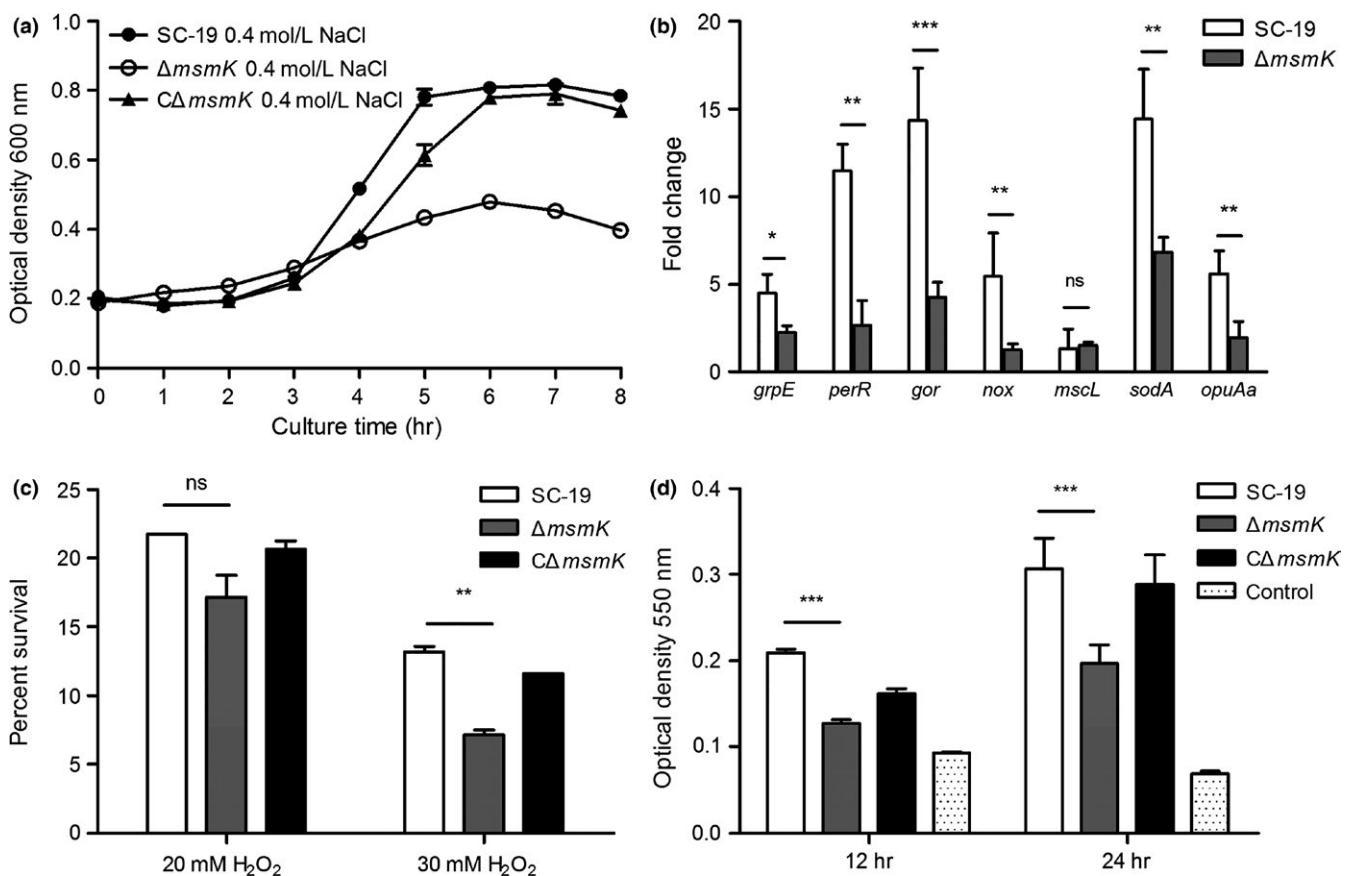 (a)
SC-19 0.4 mol/L NaCl
ΔmsmK 0.4 mol/L NaCl
CΔmsmK 0.4 mol/L NaCl
Optical density 600 nm
1.0
0.8
0.6
0.4
0.2
0.0
0 1 2 3 4 5 6 7 8
Culture time (hr)
(b)
SC-19
ΔmsmK
Fold change
20
15
10
5
0
* ** *** ** ns ** **
grpE perR gor nox mscL sodA opuAa
(c)
SC-19
ΔmsmK
CΔmsmK
Percent survival
25
20
15
10
5
0
ns **
20 mM H₂O₂ 30 mM H₂O₂
(d)
SC-19
ΔmsmK
CΔmsmK
Control
Optical density 550 nm
0.4
0.3
0.2
0.1
0.0
*** ***
12 hr 24 hr